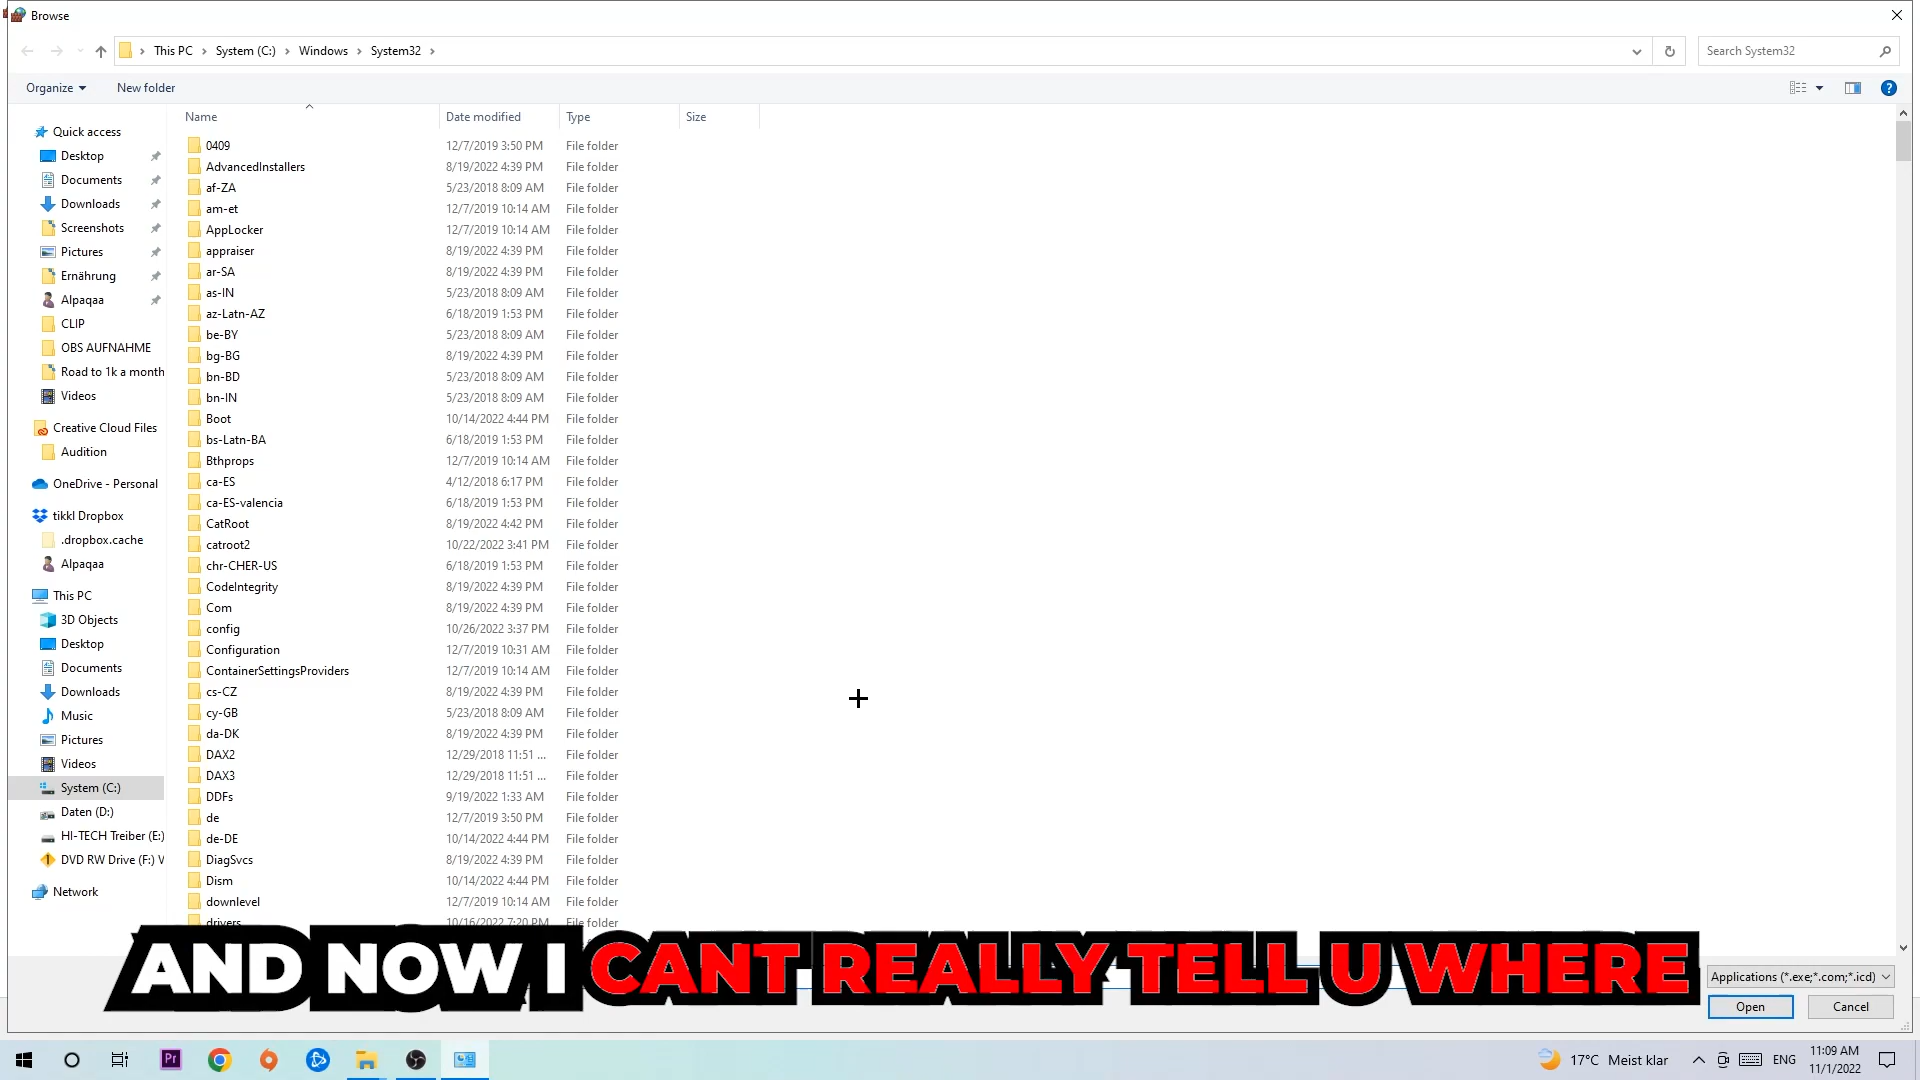 Browse
This PC > System (C:) > Windows > System32 >
Search System32
Organize
New folder
Name
Date modified
Type
Size
Quick access
Desktop
Documents
Downloads
Screenshots
Pictures
Ernährung
Alpaqaa
CLIP
OBS AUFNAHME
Road to 1k a month
Videos
Creative Cloud Files
Audition
OneDrive - Personal
tikkl Dropbox
.dropbox.cache
Alpaqaa
This PC
3D Objects
Desktop
Documents
Downloads
Music
Pictures
Videos
System (C:)
Daten (D:)
HI-TECH Treiber (E:)
DVD RW Drive (F:) V
Network
0409 12/7/2019 3:50 PM File folder
AdvancedInstallers 8/19/2022 4:39 PM File folder
af-ZA 5/23/2018 8:09 AM File folder
am-et 12/7/2019 10:14 AM File folder
AppLocker 12/7/2019 10:14 AM File folder
appraiser 8/19/2022 4:39 PM File folder
ar-SA 8/19/2022 4:39 PM File folder
as-IN 5/23/2018 8:09 AM File folder
az-Latn-AZ 6/18/2019 1:53 PM File folder
be-BY 5/23/2018 8:09 AM File folder
bg-BG 8/19/2022 4:39 PM File folder
bn-BD 5/23/2018 8:09 AM File folder
bn-IN 5/23/2018 8:09 AM File folder
Boot 10/14/2022 4:44 PM File folder
bs-Latn-BA 6/18/2019 1:53 PM File folder
Bthprops 12/7/2019 10:14 AM File folder
ca-ES 4/12/2018 6:17 PM File folder
ca-ES-valencia 6/18/2019 1:53 PM File folder
CatRoot 8/19/2022 4:42 PM File folder
catroot2 10/22/2022 3:41 PM File folder
chr-CHER-US 6/18/2019 1:53 PM File folder
CodeIntegrity 8/19/2022 4:39 PM File folder
Com 8/19/2022 4:39 PM File folder
config 10/26/2022 3:37 PM File folder
Configuration 12/7/2019 10:31 AM File folder
ContainerSettingsProviders 12/7/2019 10:14 AM File folder
cs-CZ 8/19/2022 4:39 PM File folder
cy-GB 5/23/2018 8:09 AM File folder
da-DK 8/19/2022 4:39 PM File folder
DAX2 12/29/2018 11:51 ... File folder
DAX3 12/29/2018 11:51 ... File folder
DDFs 9/19/2022 1:33 AM File folder
de 12/7/2019 3:50 PM File folder
de-DE 10/14/2022 4:44 PM File folder
DiagSvcs 8/19/2022 4:39 PM File folder
Dism 10/14/2022 4:44 PM File folder
downlevel 12/7/2019 10:14 AM File folder
drivers 10/16/2022 7:20 PM File folder
AND NOW I CANT REALLY TELL U WHERE
Applications (*.exe;*.com;*.icd)
Open
Cancel
Pr
17°C Meist klar
ENG
11:09 AM
11/1/2022